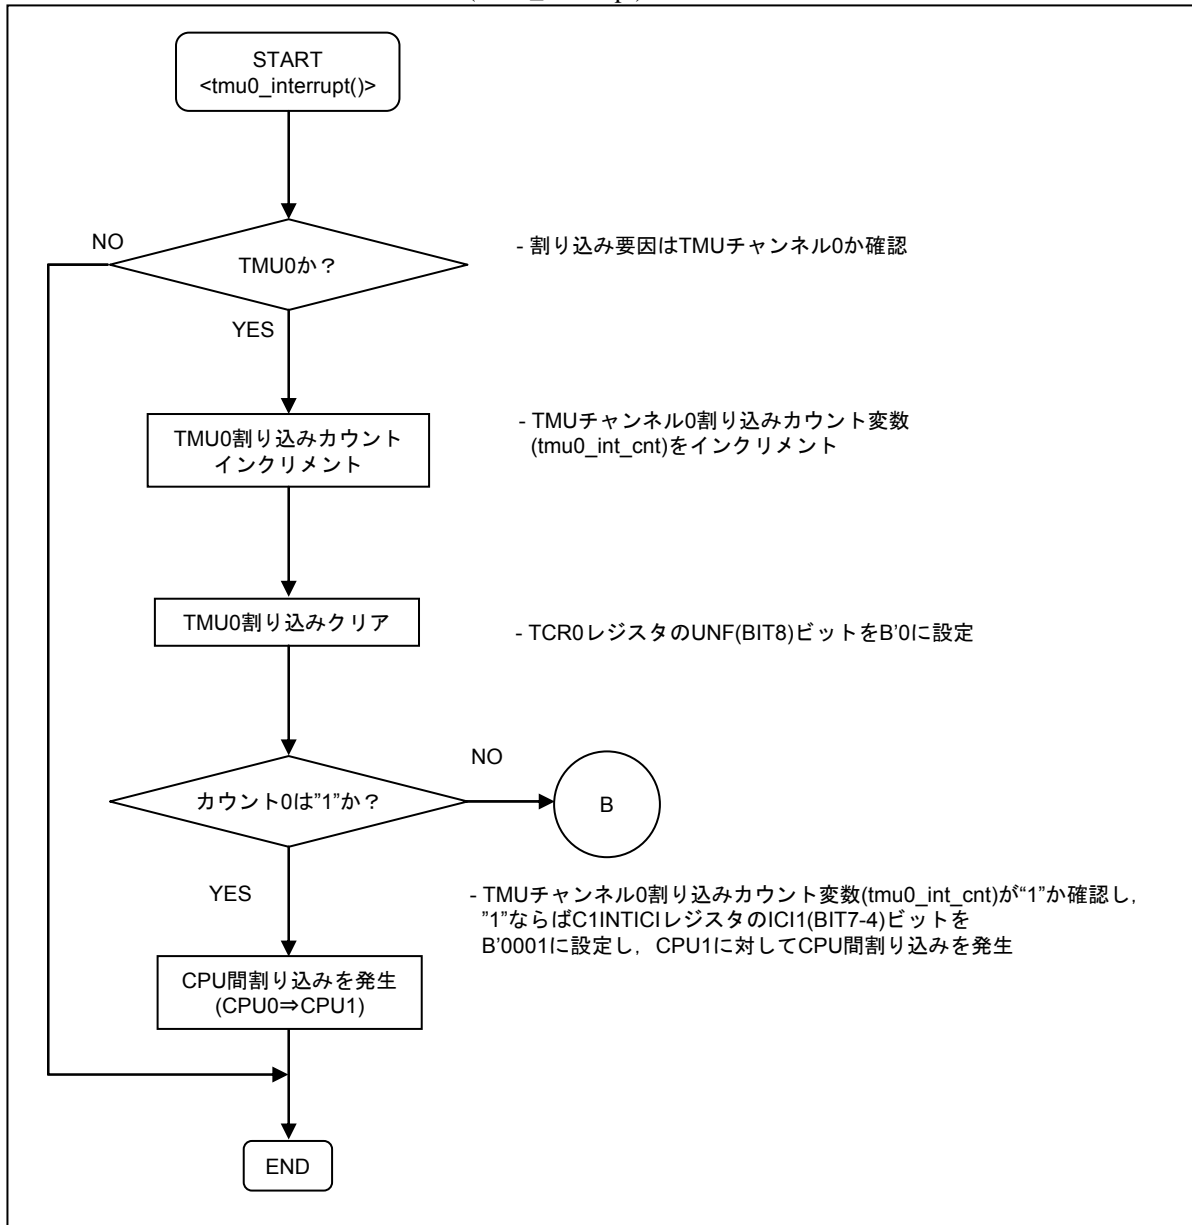 START
<tmu0_interrupt()>
NO
TMU0か？
- 割り込み要因はTMUチャンネル0か確認
YES
TMU0割り込みカウント
インクリメント
- TMUチャンネル0割り込みカウント変数
(tmu0_int_cnt)をインクリメント
TMU0割り込みクリア
- TCR0レジスタのUNF(BIT8)ビットをB'0に設定
NO
カウント0は"1"か？
B
YES
- TMUチャンネル0割り込みカウント変数(tmu0_int_cnt)が“1”か確認し，
”1”ならばC1INTICIレジスタのICI1(BIT7-4)ビットを
B'0001に設定し，CPU1に対してCPU間割り込みを発生
CPU間割り込みを発生
(CPU0⇒CPU1)
END